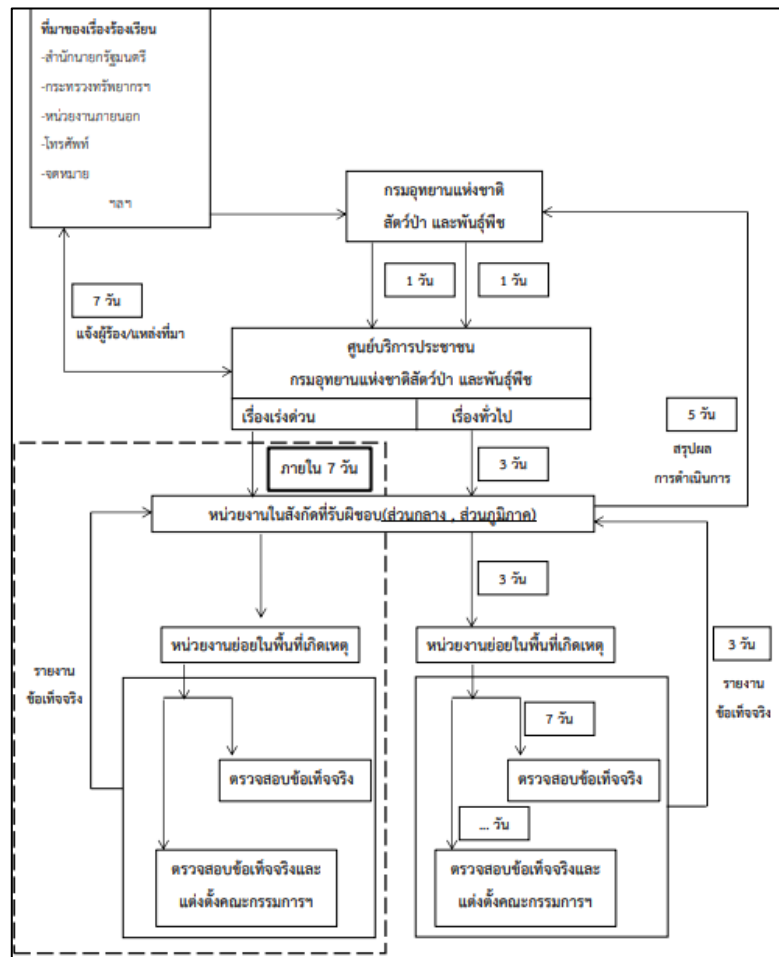 ที่มาของเรื่องร้องเรียน
-สำนักนายกรัฐมนตรี
-กระทรวงทรัพยากรฯ
-หน่วยงานภายนอก
-โทรศัพท์
-จดหมาย
ฯลฯ
กรมอุทยานแห่งชาติ
สัตว์ป่า และพันธุ์พืช
1 วัน
1 วัน
7 วัน
แจ้งผู้ร้อง/แหล่งที่มา
ศูนย์บริการประชาชน
กรมอุทยานแห่งชาติสัตว์ป่า และพันธุ์พืช
เรื่องเร่งด่วน
เรื่องทั่วไป
5 วัน
สรุปผล
การดำเนินการ
ภายใน 7 วัน
3 วัน
หน่วยงานในสังกัดที่รับผิชอบ(ส่วนกลาง , ส่วนภูมิภาค)
3 วัน
หน่วยงานย่อยในพื้นที่เกิดเหตุ
หน่วยงานย่อยในพื้นที่เกิดเหตุ
3 วัน
รายงาน
ข้อเท็จจริง
รายงาน
ข้อเท็จจริง
7 วัน
ตรวจสอบข้อเท็จจริง
ตรวจสอบข้อเท็จจริง
... วัน
ตรวจสอบข้อเท็จจริงและ
แต่งตั้งคณะกรรมการฯ
ตรวจสอบข้อเท็จจริงและ
แต่งตั้งคณะกรรมการฯ